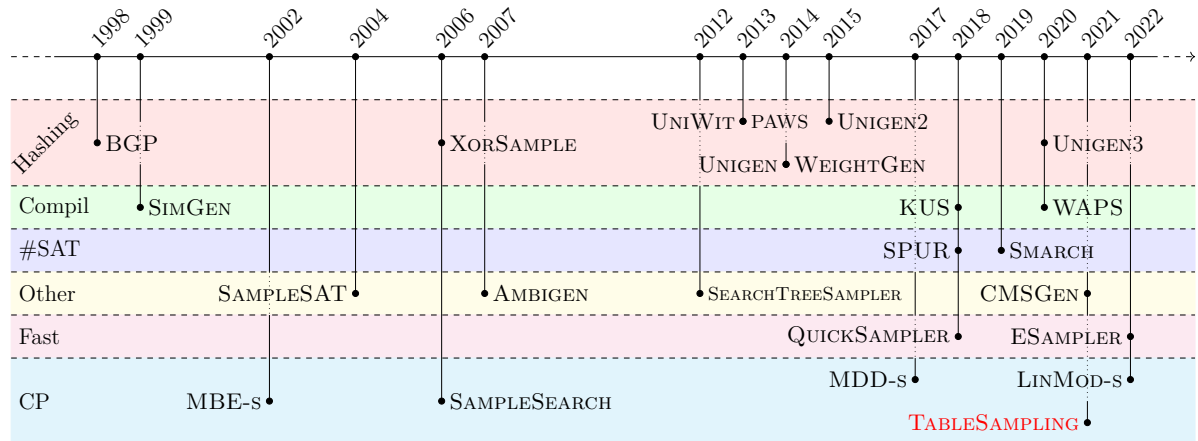 1998 1999 2002 2004 2006 2007 2012 2013 2014 2015 2017 2018 2019 2020 2021 2022
Hashing
UniWit PAWS Unigen2
BGP XorSample Unigen3
Unigen WeightGen
Compil SimGen KUS WAPS
#SAT SPUR Smarch
Other SampleSAT Ambigen SearchTreeSampler CMSGen
Fast QuickSampler ESampler
MDD-s LinMod-s
CP MBE-s SampleSearch
TableSampling